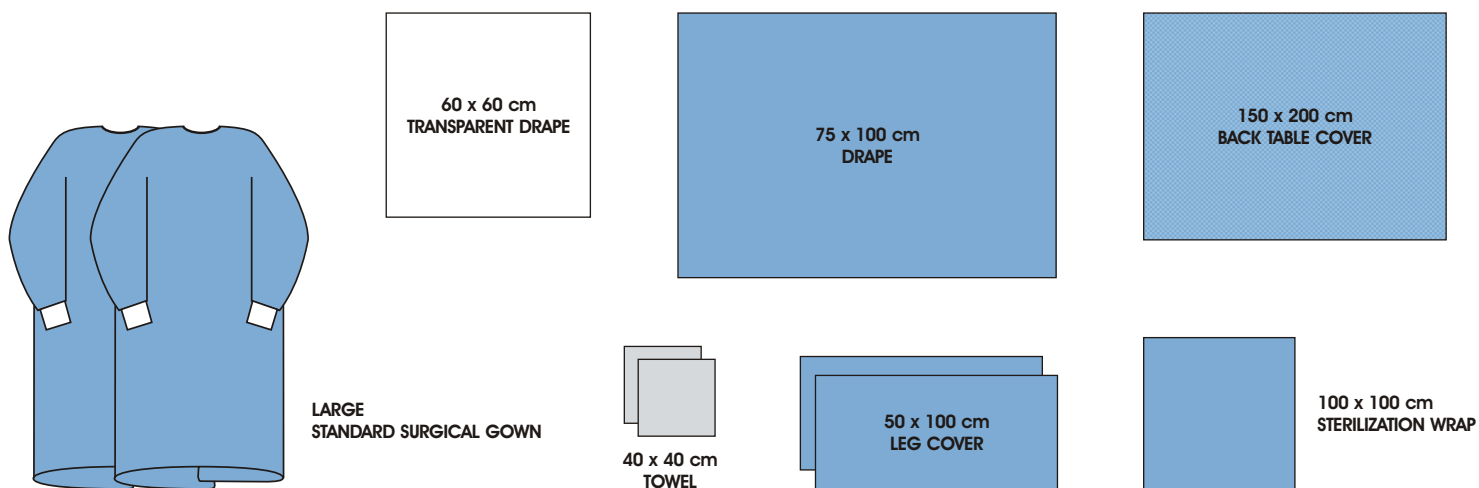 60 x 60 cm
TRANSPARENT DRAPE
75 x 100 cm
DRAPE
150 x 200 cm
BACK TABLE COVER
LARGE
STANDARD SURGICAL GOWN
40 x 40 cm
TOWEL
50 x 100 cm
LEG COVER
100 x 100 cm
STERILIZATION WRAP